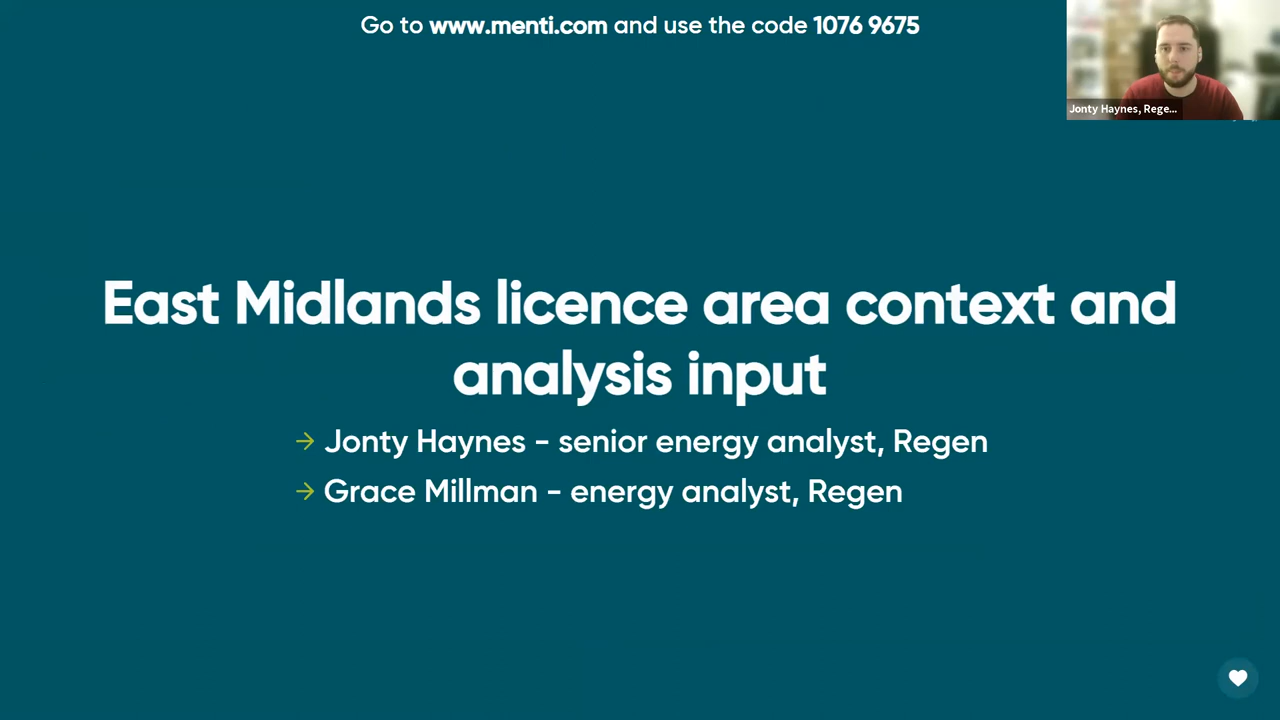 Go to www.menti.com and use the code 1076 9675
Jonty Haynes, Rege...
East Midlands licence area context and
analysis input
→ Jonty Haynes - senior energy analyst, Regen
→ Grace Millman - energy analyst, Regen